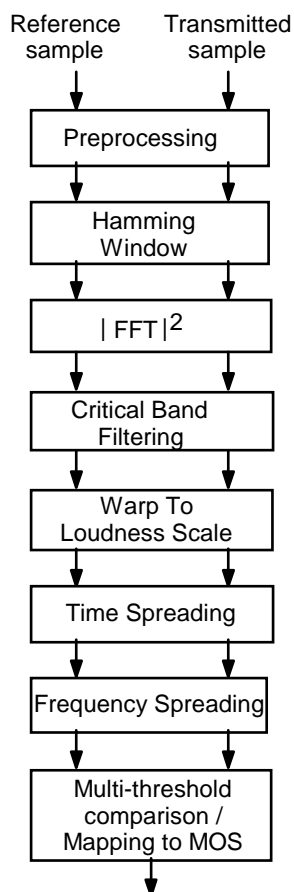 Reference Transmitted
sample sample
Preprocessing
Hamming
Window
| FFT |²
Critical Band
Filtering
Warp To
Loudness Scale
Time Spreading
Frequency Spreading
Multi-threshold
comparison /
Mapping to MOS